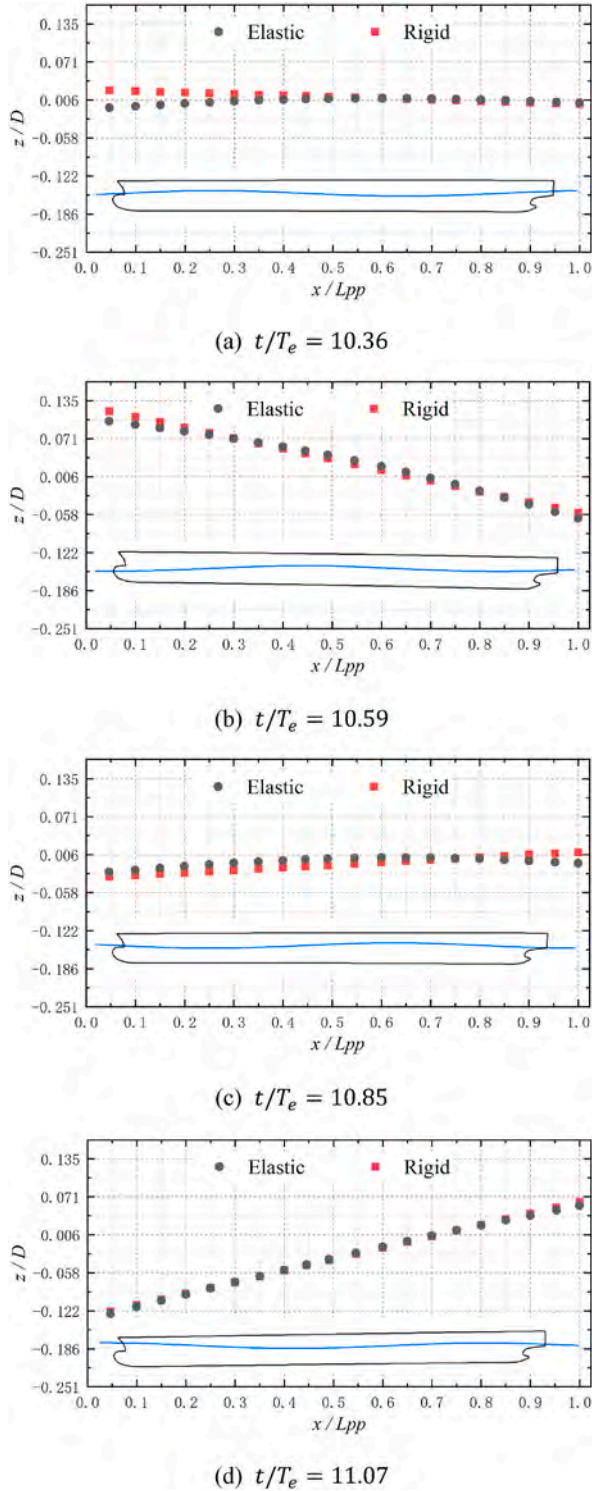 Elastic Rigid
0.135
0.071
0.006
-0.058
-0.122
-0.186
-0.251
z / D
0.0 0.1 0.2 0.3 0.4 0.5 0.6 0.7 0.8 0.9 1.0
x / Lpp
(a) t/Te = 10.36
Elastic Rigid
0.135
0.071
0.006
-0.058
-0.122
-0.186
-0.251
z / D
0.0 0.1 0.2 0.3 0.4 0.5 0.6 0.7 0.8 0.9 1.0
x / Lpp
(b) t/Te = 10.59
Elastic Rigid
0.135
0.071
0.006
-0.058
-0.122
-0.186
-0.251
z / D
0.0 0.1 0.2 0.3 0.4 0.5 0.6 0.7 0.8 0.9 1.0
x / Lpp
(c) t/Te = 10.85
Elastic Rigid
0.135
0.071
0.006
-0.058
-0.122
-0.186
-0.251
z / D
0.0 0.1 0.2 0.3 0.4 0.5 0.6 0.7 0.8 0.9 1.0
x / Lpp
(d) t/Te = 11.07